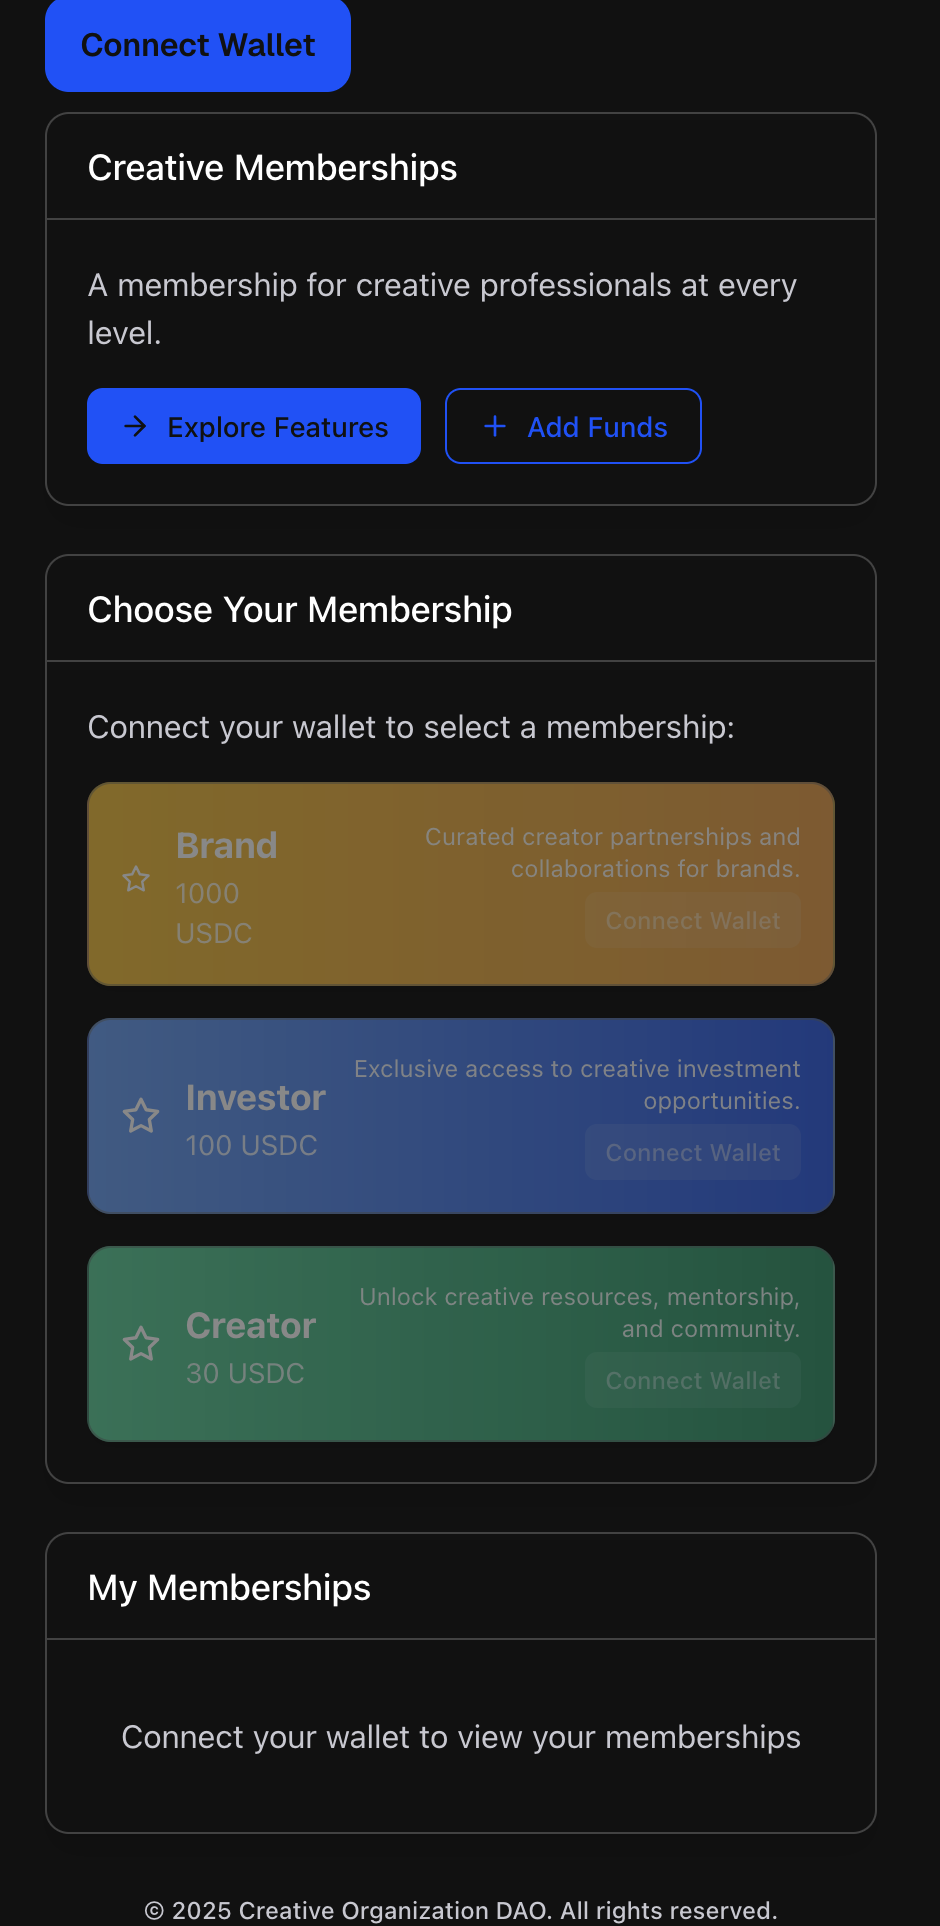 Connect Wallet
Creative Memberships
A membership for creative professionals at every
level.
Explore Features
Add Funds
Choose Your Membership
Connect your wallet to select a membership:
Brand
1000
USDC
Curated creator partnerships and
collaborations for brands.
Connect Wallet
Investor
100 USDC
Exclusive access to creative investment
opportunities.
Connect Wallet
Creator
30 USDC
Unlock creative resources, mentorship,
and community.
Connect Wallet
My Memberships
Connect your wallet to view your memberships
© 2025 Creative Organization DAO. All rights reserved.